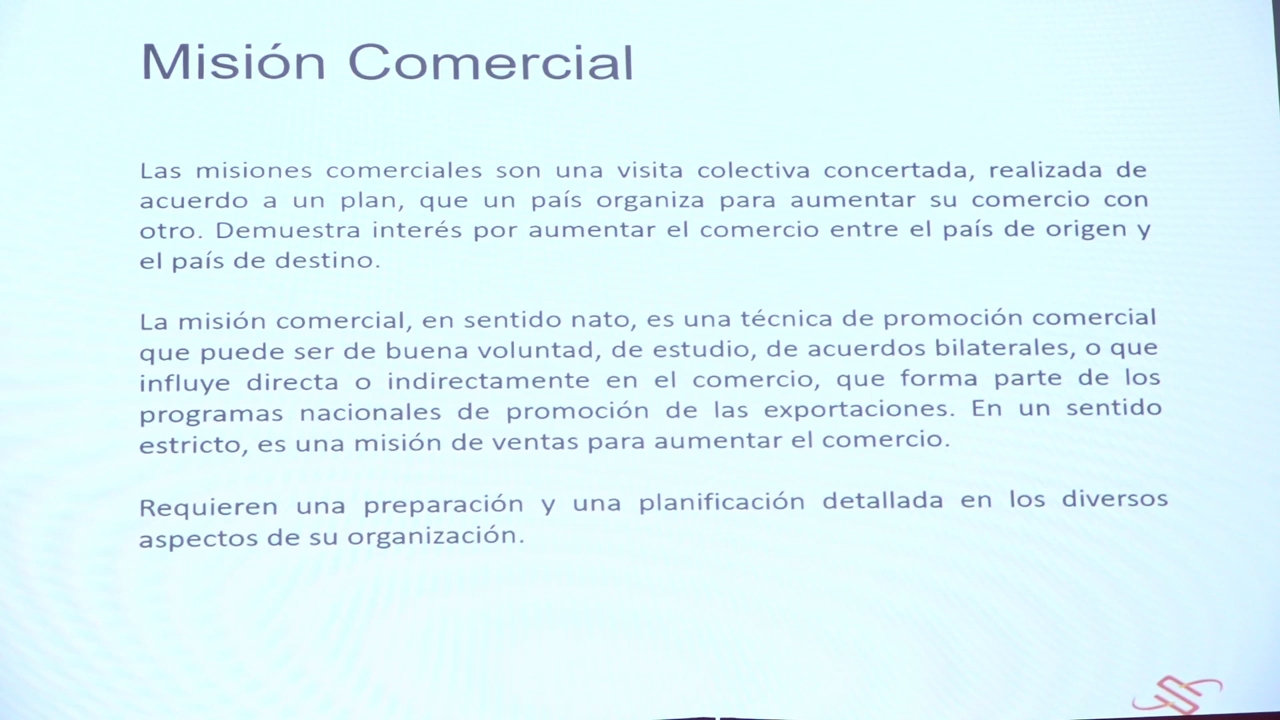 Misión Comercial
Las misiones comerciales son una visita colectiva concertada, realizada de
acuerdo a un plan, que un país organiza para aumentar su comercio con
otro. Demuestra interés por aumentar el comercio entre el país de origen y
el país de destino.
La misión comercial, en sentido nato, es una técnica de promoción comercial
que puede ser de buena voluntad, de estudio, de acuerdos bilaterales, o que
influye directa o indirectamente en el comercio, que forma parte de los
programas nacionales de promoción de las exportaciones. En un sentido
estricto, es una misión de ventas para aumentar el comercio.
Requieren una preparación y una planificación detallada en los diversos
aspectos de su organización.